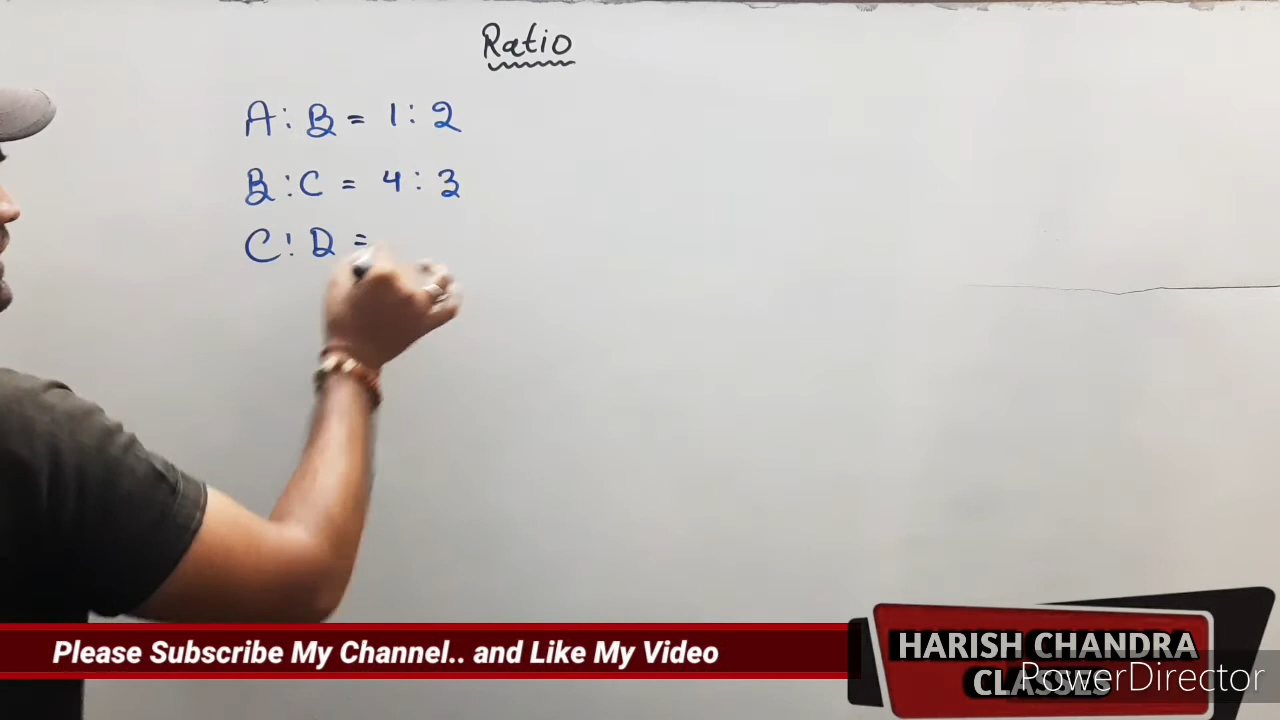 Ratio
A : B = 1 : 2
B : C = 4 : 3
C : D =
Please Subscribe My Channel.. and Like My Video
HARISH CHANDRA
CLASSES
PowerDirector